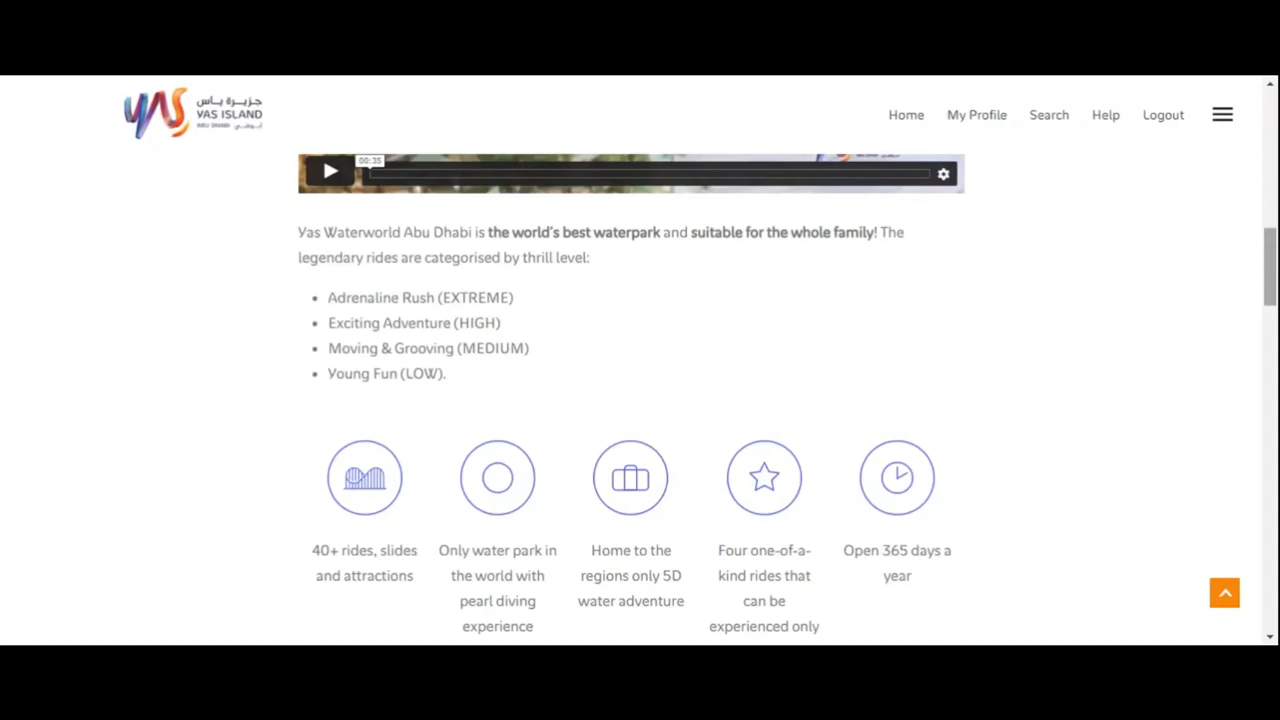 جزيرة ياس
YAS ISLAND
ABU DHABI أبوظبي
Home My Profile Search Help Logout
00:35
Yas Waterworld Abu Dhabi is the world's best waterpark and suitable for the whole family! The
legendary rides are categorised by thrill level:
• Adrenaline Rush (EXTREME)
• Exciting Adventure (HIGH)
• Moving & Grooving (MEDIUM)
• Young Fun (LOW).
40+ rides, slides
and attractions
Only water park in
the world with
pearl diving
experience
Home to the
regions only 5D
water adventure
Four one-of-a-
kind rides that
can be
experienced only
Open 365 days a
year